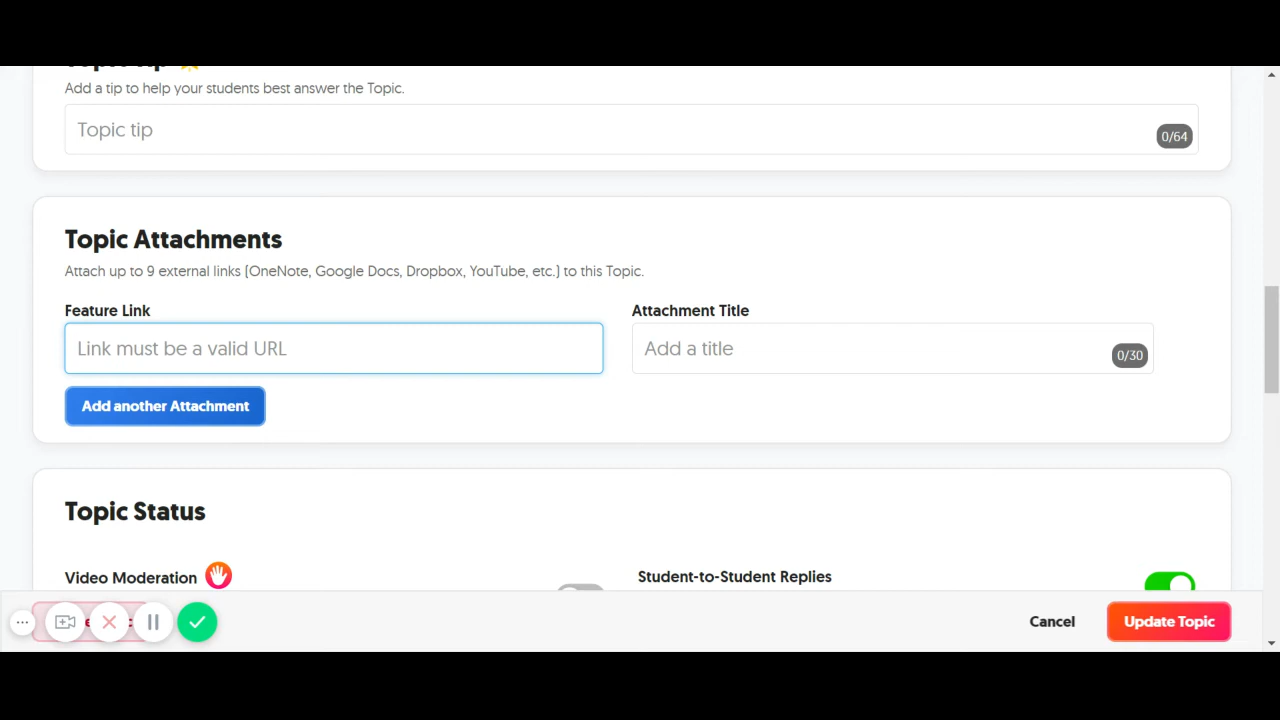 Add a tip to help your students best answer the Topic.
Topic tip
0/64
Topic Attachments
Attach up to 9 external links (OneNote, Google Docs, Dropbox, YouTube, etc.) to this Topic.
Feature Link
Attachment Title
Link must be a valid URL
Add a title
0/30
Add another Attachment
Topic Status
Video Moderation
Student-to-Student Replies
Cancel
Update Topic